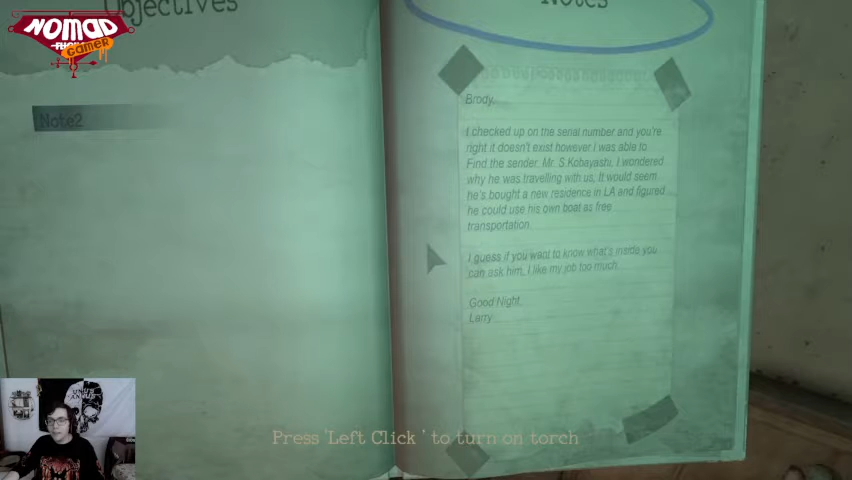 NOMAD
GAMER
Objectives
Notes
Note2
Brody,
I checked up on the serial number and you're
right it doesn't exist however I was able to
Find the sender. Mr. S.Kobayashi, I wondered
why he was travelling with us, It would seem
he's bought a new residence in LA and figured
he could use his own boat as free
transportation.
I guess if you want to know what's inside you
can ask him, I like my job too much.
Good Night,
Larry
Press 'Left Click ' to turn on torch